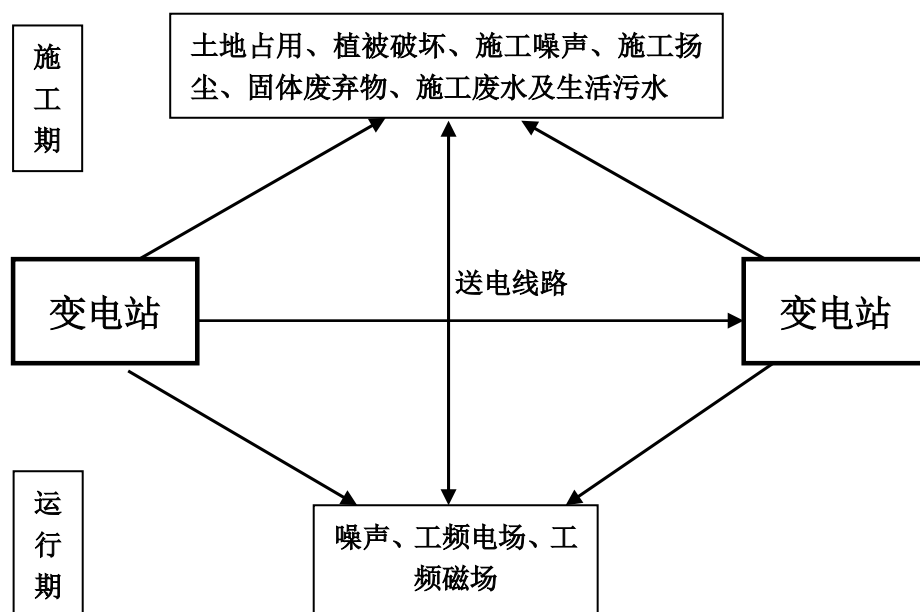 施
工
期
土地占用、植被破坏、施工噪声、施工扬
尘、固体废弃物、施工废水及生活污水
送电线路
变电站
变电站
运
行
期
噪声、工频电场、工
频磁场